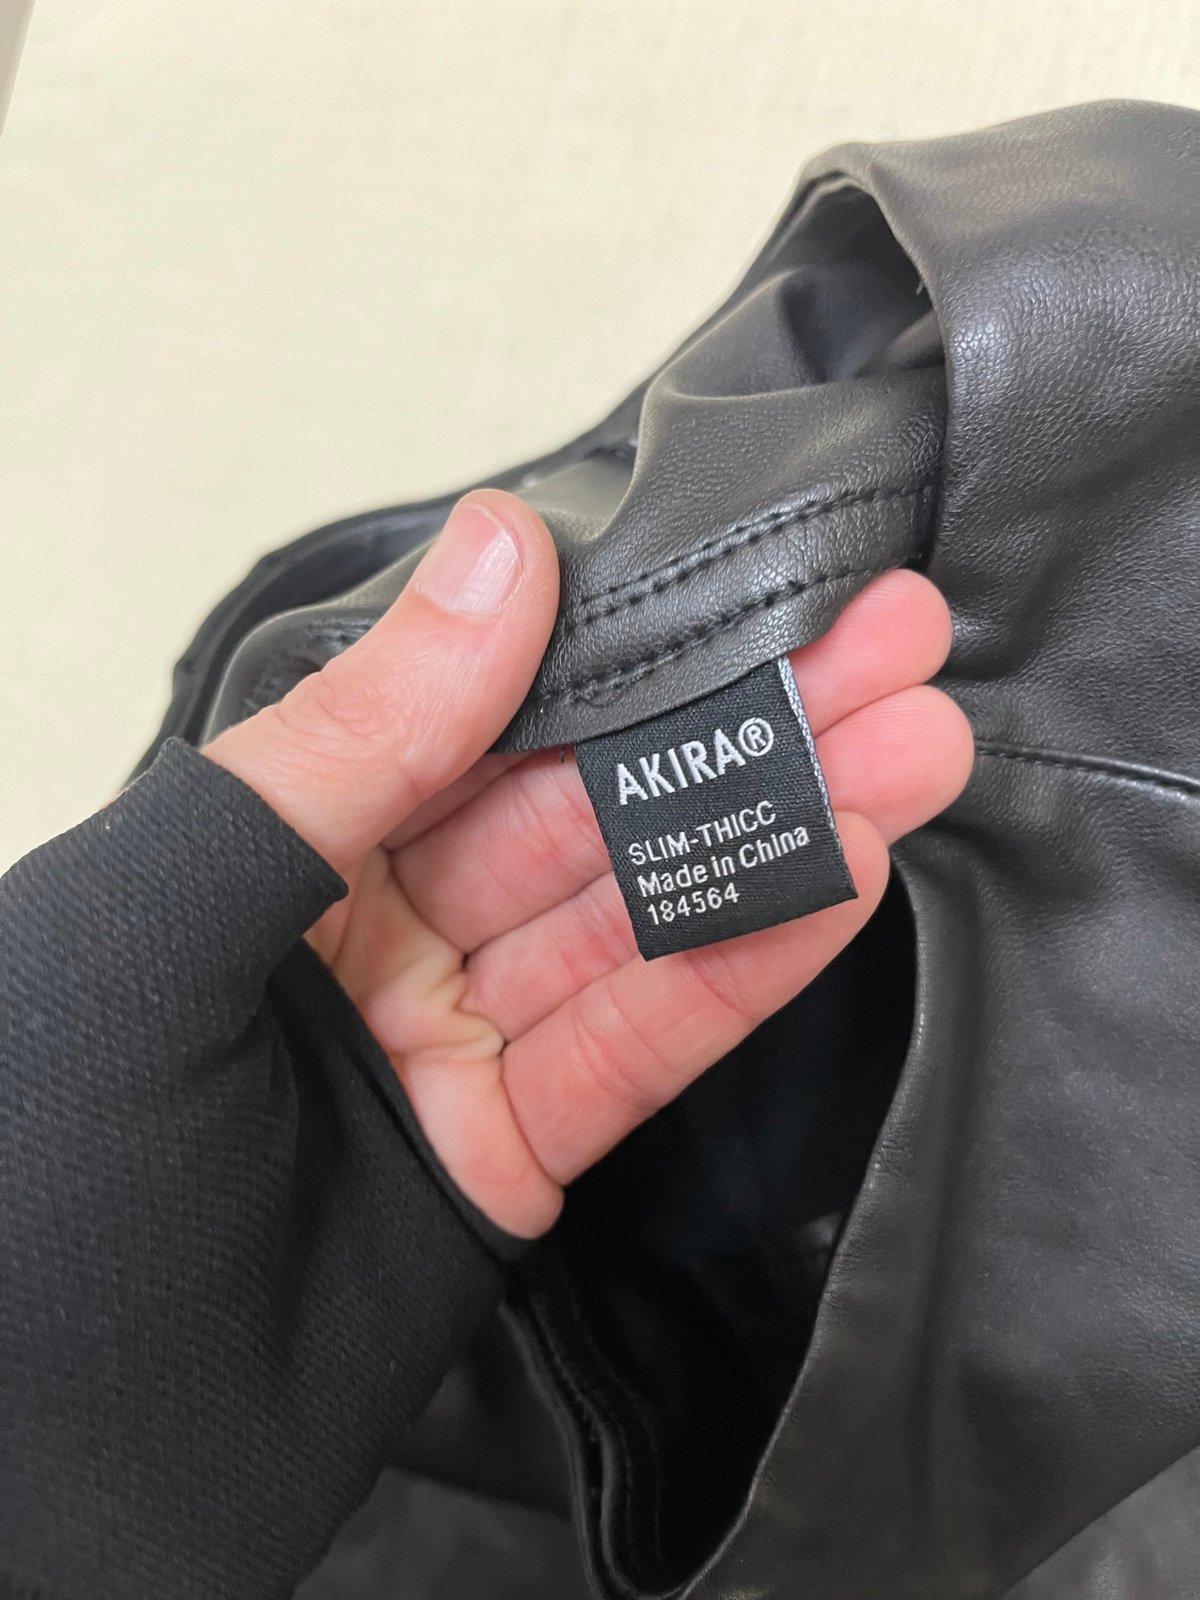 AKIRA®
SLIM-THICC
Made in China
184564